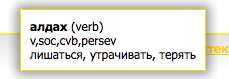 алдах (verb)
v,soc,cvb,persev
лишаться, утрачивать, терять